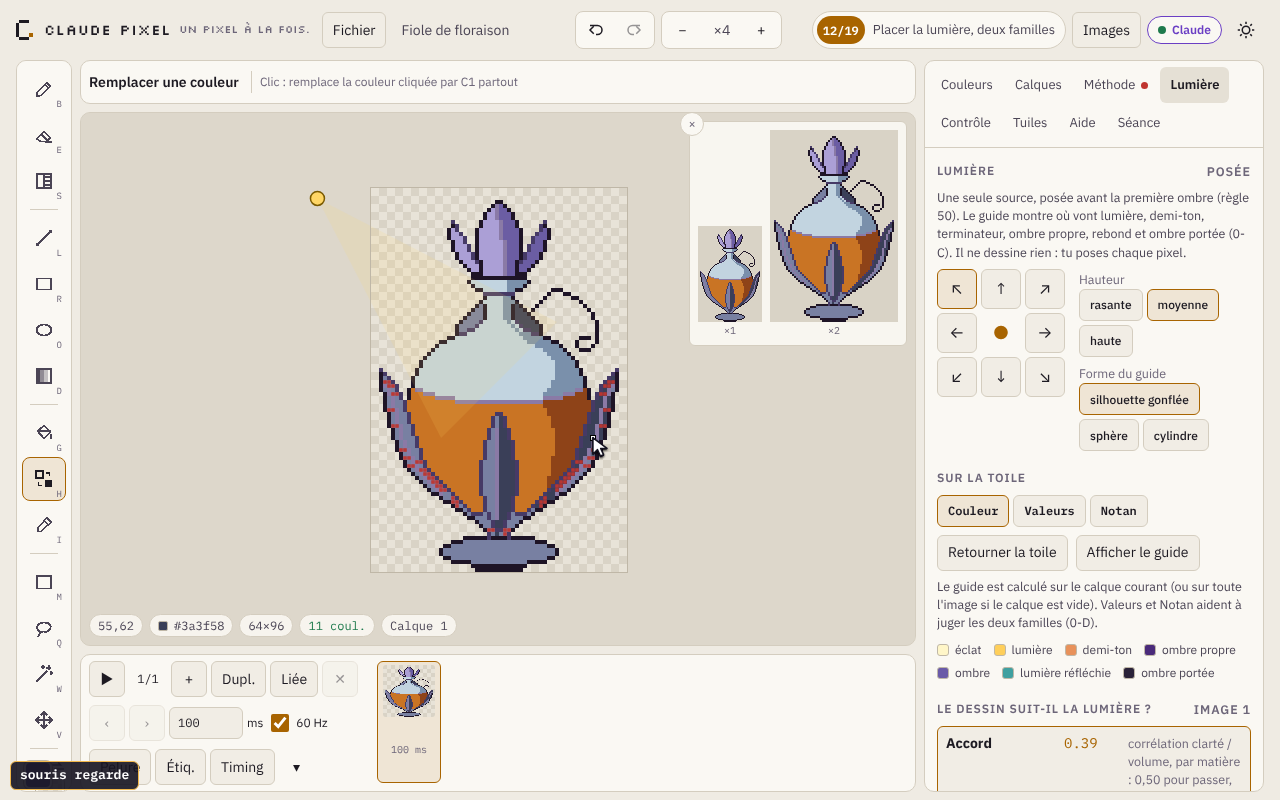 CLAUDE PIXEL UN PIXEL À LA FOIS.
Fichier
Fiole de floraison
− ×4 +
12/19 Placer la lumière, deux familles
Images
Claude
Remplacer une couleur
Clic : remplace la couleur cliquée par C1 partout
B
E
S
L
R
O
D
G
H
I
M
Q
W
V
×
×1
×2
55,62
#3a3f58
64×96
11 coul.
Calque 1
1/1
+
Dupl.
Liée
×
‹
›
100
ms
60 Hz
Étiq.
Timing
▼
100 ms
souris regarde
Couleurs
Calques
Méthode
Lumière
Contrôle
Tuiles
Aide
Séance
LUMIÈRE
POSÉE
Une seule source, posée avant la première ombre (règle
50). Le guide montre où vont lumière, demi-ton,
terminateur, ombre propre, rebond et ombre portée (0-
C). Il ne dessine rien : tu poses chaque pixel.
↖ ↑ ↗
← →
↙ ↓ ↘
Hauteur
rasante
moyenne
haute
Forme du guide
silhouette gonflée
sphère
cylindre
SUR LA TOILE
Couleur
Valeurs
Notan
Retourner la toile
Afficher le guide
Le guide est calculé sur le calque courant (ou sur toute
l'image si le calque est vide). Valeurs et Notan aident à
juger les deux familles (0-D).
éclat
lumière
demi-ton
ombre propre
ombre
lumière réfléchie
ombre portée
LE DESSIN SUIT-IL LA LUMIÈRE ?
IMAGE 1
Accord
0.39
corrélation clarté /
volume, par matière
: 0,50 pour passer,